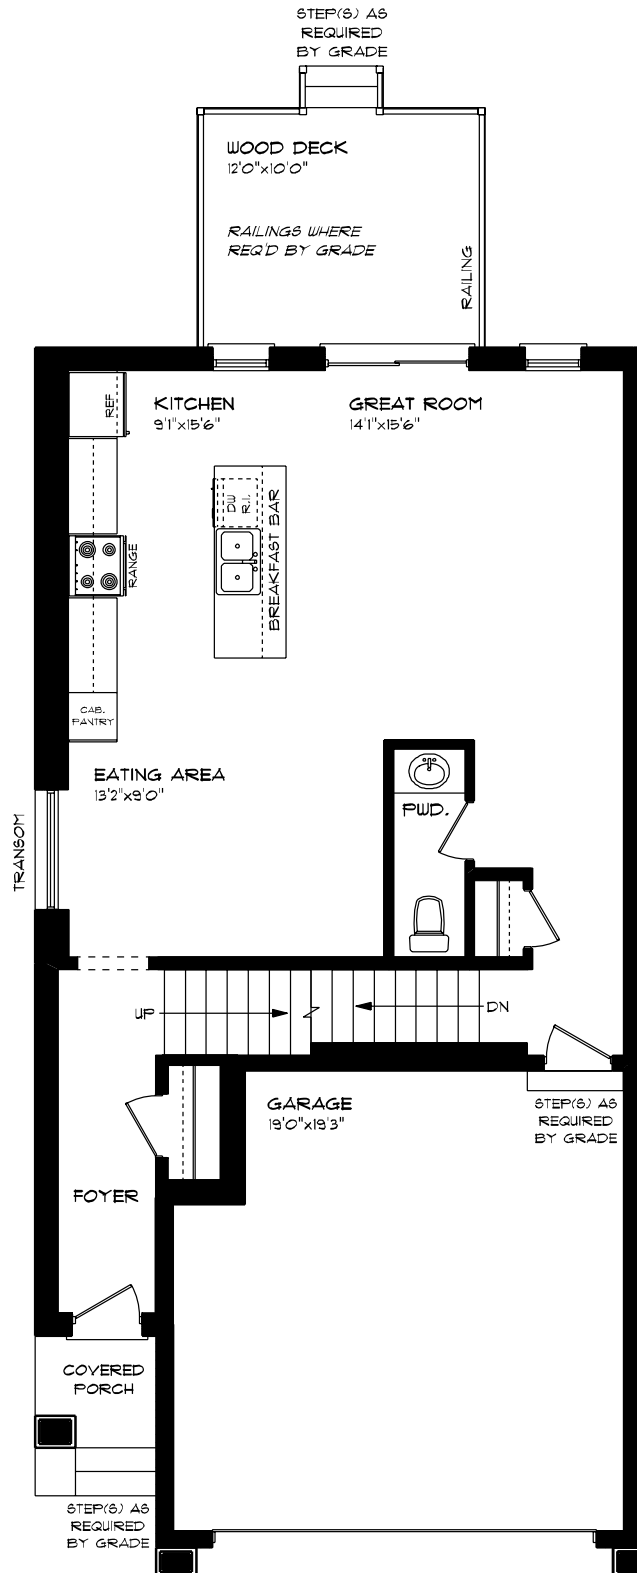 STEP(S) AS
REQUIRED
BY GRADE
WOOD DECK
12'0"x10'0"
RAILINGS WHERE
REQ'D BY GRADE
RAILING
REF
KITCHEN
9'1"x15'6"
GREAT ROOM
14'1"x15'6"
DW
R.I.
BREAKFAST BAR
RANGE
CAB.
PANTRY
EATING AREA
13'2"x9'0"
TRANSOM
PWD.
UP
DN
GARAGE
19'0"x19'3"
STEP(S) AS
REQUIRED
BY GRADE
FOYER
COVERED
PORCH
STEP(S) AS
REQUIRED
BY GRADE